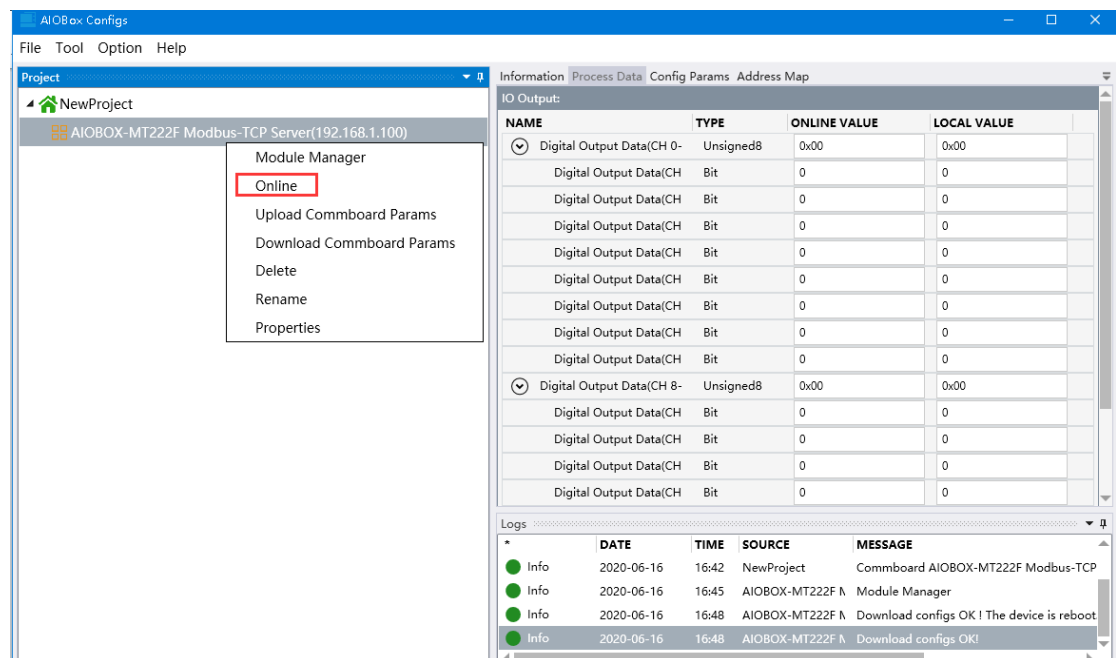 AIOBox Configs
File Tool Option Help
Project
NewProject
AIOBOX-MT222F Modbus-TCP Server(192.168.1.100)
Module Manager
Online
Upload Commboard Params
Download Commboard Params
Delete
Rename
Properties
Information Process Data Config Params Address Map
IO Output:
NAME TYPE ONLINE VALUE LOCAL VALUE
Digital Output Data(CH 0- Unsigned8 0x00 0x00
Digital Output Data(CH Bit 0 0
Digital Output Data(CH Bit 0 0
Digital Output Data(CH Bit 0 0
Digital Output Data(CH Bit 0 0
Digital Output Data(CH Bit 0 0
Digital Output Data(CH Bit 0 0
Digital Output Data(CH Bit 0 0
Digital Output Data(CH Bit 0 0
Digital Output Data(CH 8- Unsigned8 0x00 0x00
Digital Output Data(CH Bit 0 0
Digital Output Data(CH Bit 0 0
Digital Output Data(CH Bit 0 0
Digital Output Data(CH Bit 0 0
Logs
* DATE TIME SOURCE MESSAGE
Info 2020-06-16 16:42 NewProject Commboard AIOBOX-MT222F Modbus-TCP
Info 2020-06-16 16:45 AIOBOX-MT222F Module Manager
Info 2020-06-16 16:48 AIOBOX-MT222F Download configs OK ! The device is reboot
Info 2020-06-16 16:48 AIOBOX-MT222F Download configs OK!